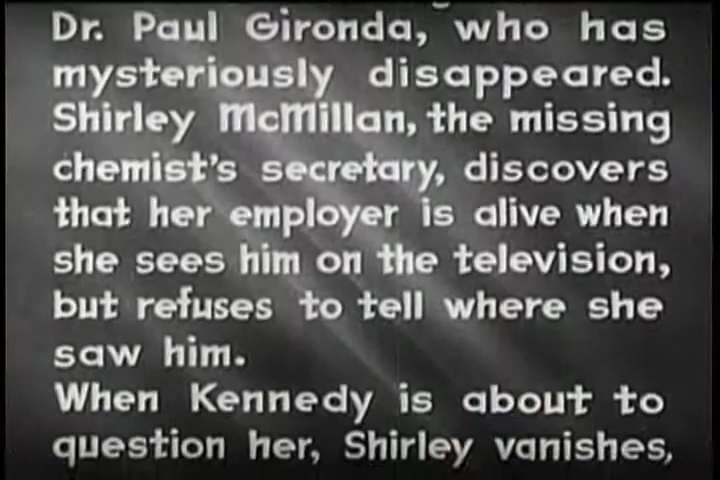 Dr. Paul Gironda, who has
mysteriously disappeared.
Shirley McMillan, the missing
chemist's secretary, discovers
that her employer is alive when
she sees him on the television,
but refuses to tell where she
saw him.
When Kennedy is about to
question her, Shirley vanishes,